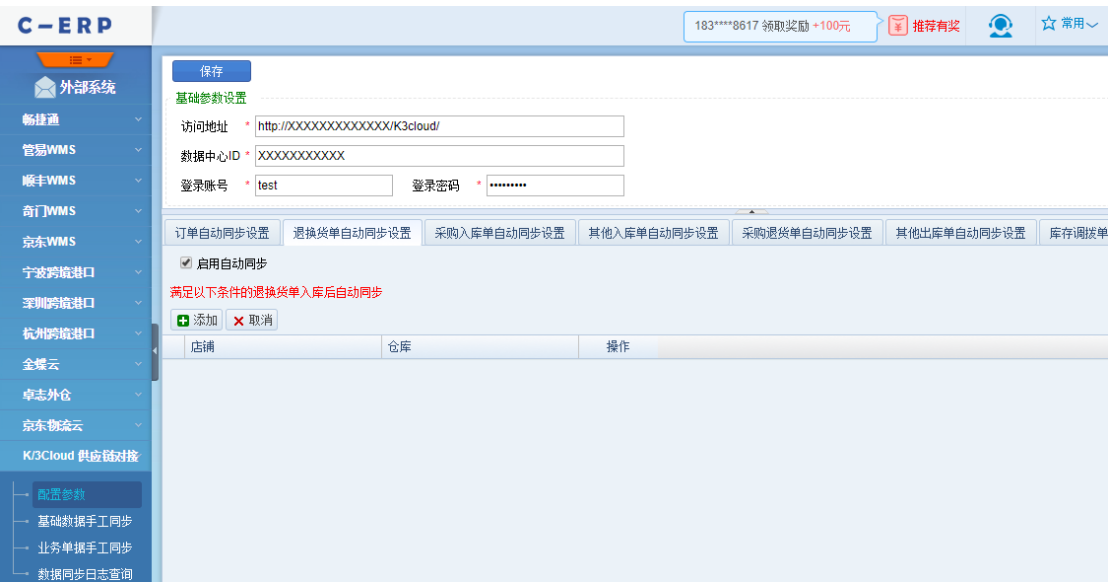 C-ERP
183****8617 领取奖励 +100元
推荐有奖
常用
外部系统
畅捷通
管易WMS
顺丰WMS
奇门WMS
京东WMS
宁波跨境港口
深圳跨境港口
杭州跨境港口
金蝶云
卓志外仓
京东物流云
K/3Cloud 供应链对接
配置参数
基础数据手工同步
业务单据手工同步
数据同步日志查询
保存
基础参数设置
访问地址 * http://XXXXXXXXXXXXX/K3cloud/
数据中心ID * XXXXXXXXXXX
登录账号 * test 登录密码 * •••••••••
订单自动同步设置 退换货单自动同步设置 采购入库单自动同步设置 其他入库单自动同步设置 采购退货单自动同步设置 其他出库单自动同步设置 库存调拨单
启用自动同步
满足以下条件的退换货单入库后自动同步
添加 取消
店铺 仓库 操作